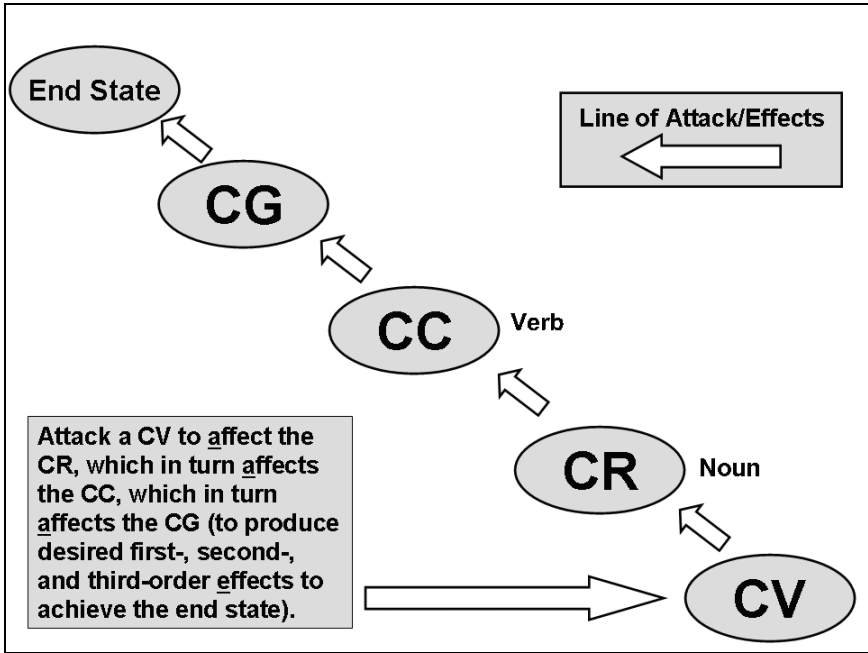 End State
Line of Attack/Effects
CG
CC
Verb
Attack a CV to affect the
CR, which in turn affects
the CC, which in turn
affects the CG (to produce
desired first-, second-,
and third-order effects to
achieve the end state).
CR
Noun
CV